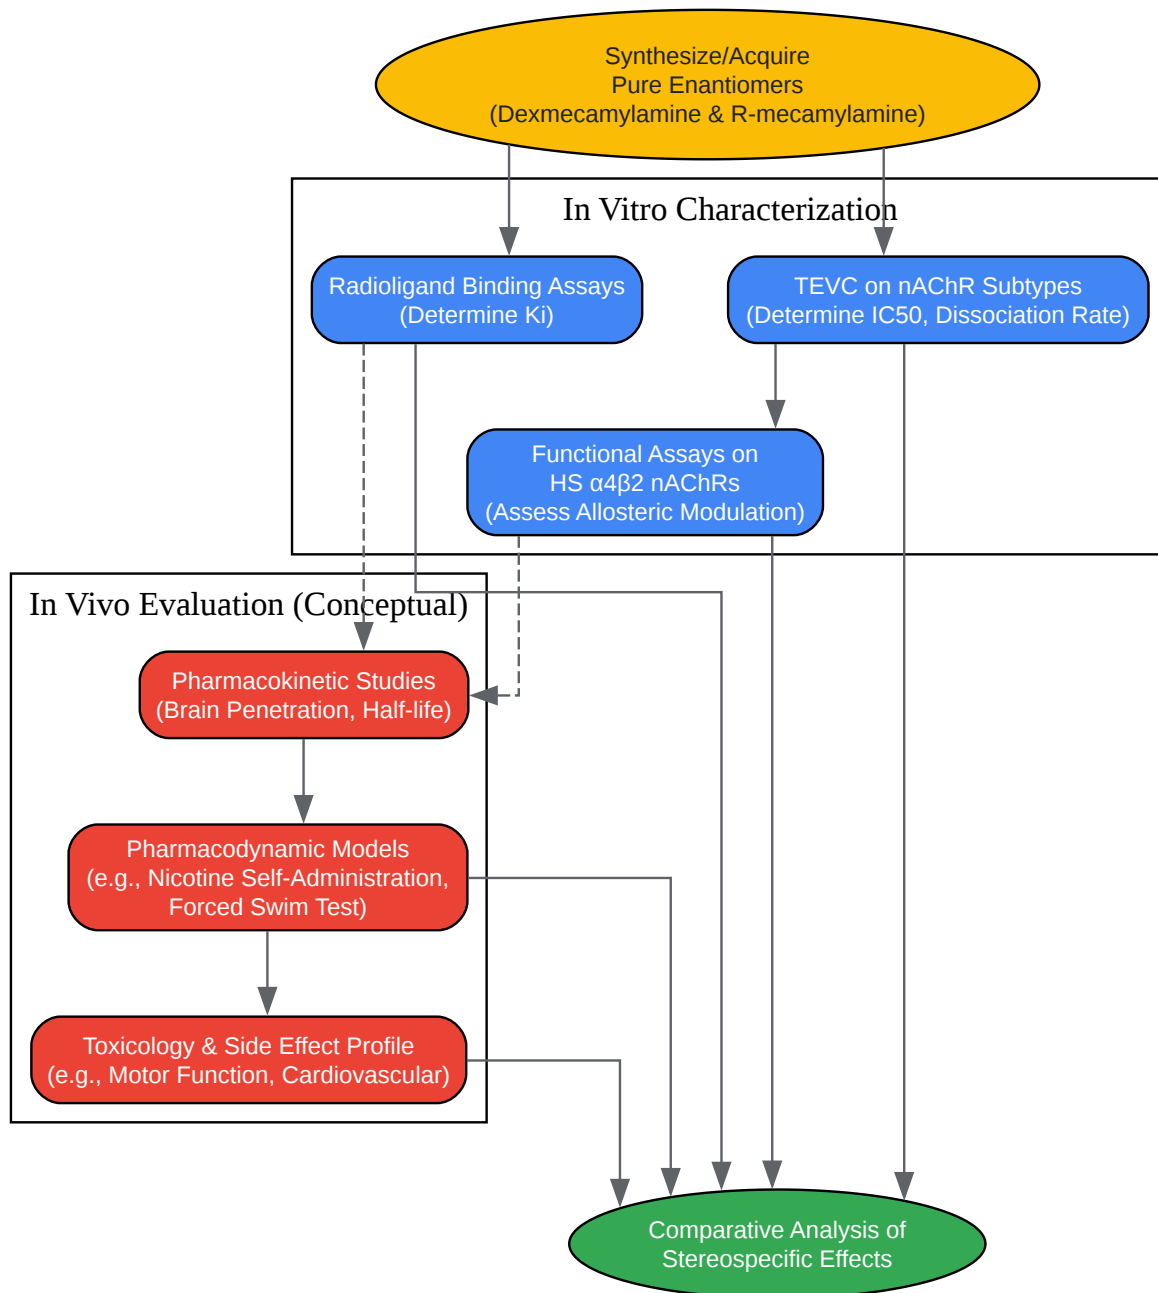 Synthesize/Acquire
Pure Enantiomers
(Dexmecamylamine & R-mecamylamine)
In Vitro Characterization
Radioligand Binding Assays
(Determine Ki)
TEVC on nAChR Subtypes
(Determine IC50, Dissociation Rate)
Functional Assays on
HS α4β2 nAChRs
(Assess Allosteric Modulation)
In Vivo Evaluation (Conceptual)
Pharmacokinetic Studies
(Brain Penetration, Half-life)
Pharmacodynamic Models
(e.g., Nicotine Self-Administration,
Forced Swim Test)
Toxicology & Side Effect Profile
(e.g., Motor Function, Cardiovascular)
Comparative Analysis of
Stereospecific Effects